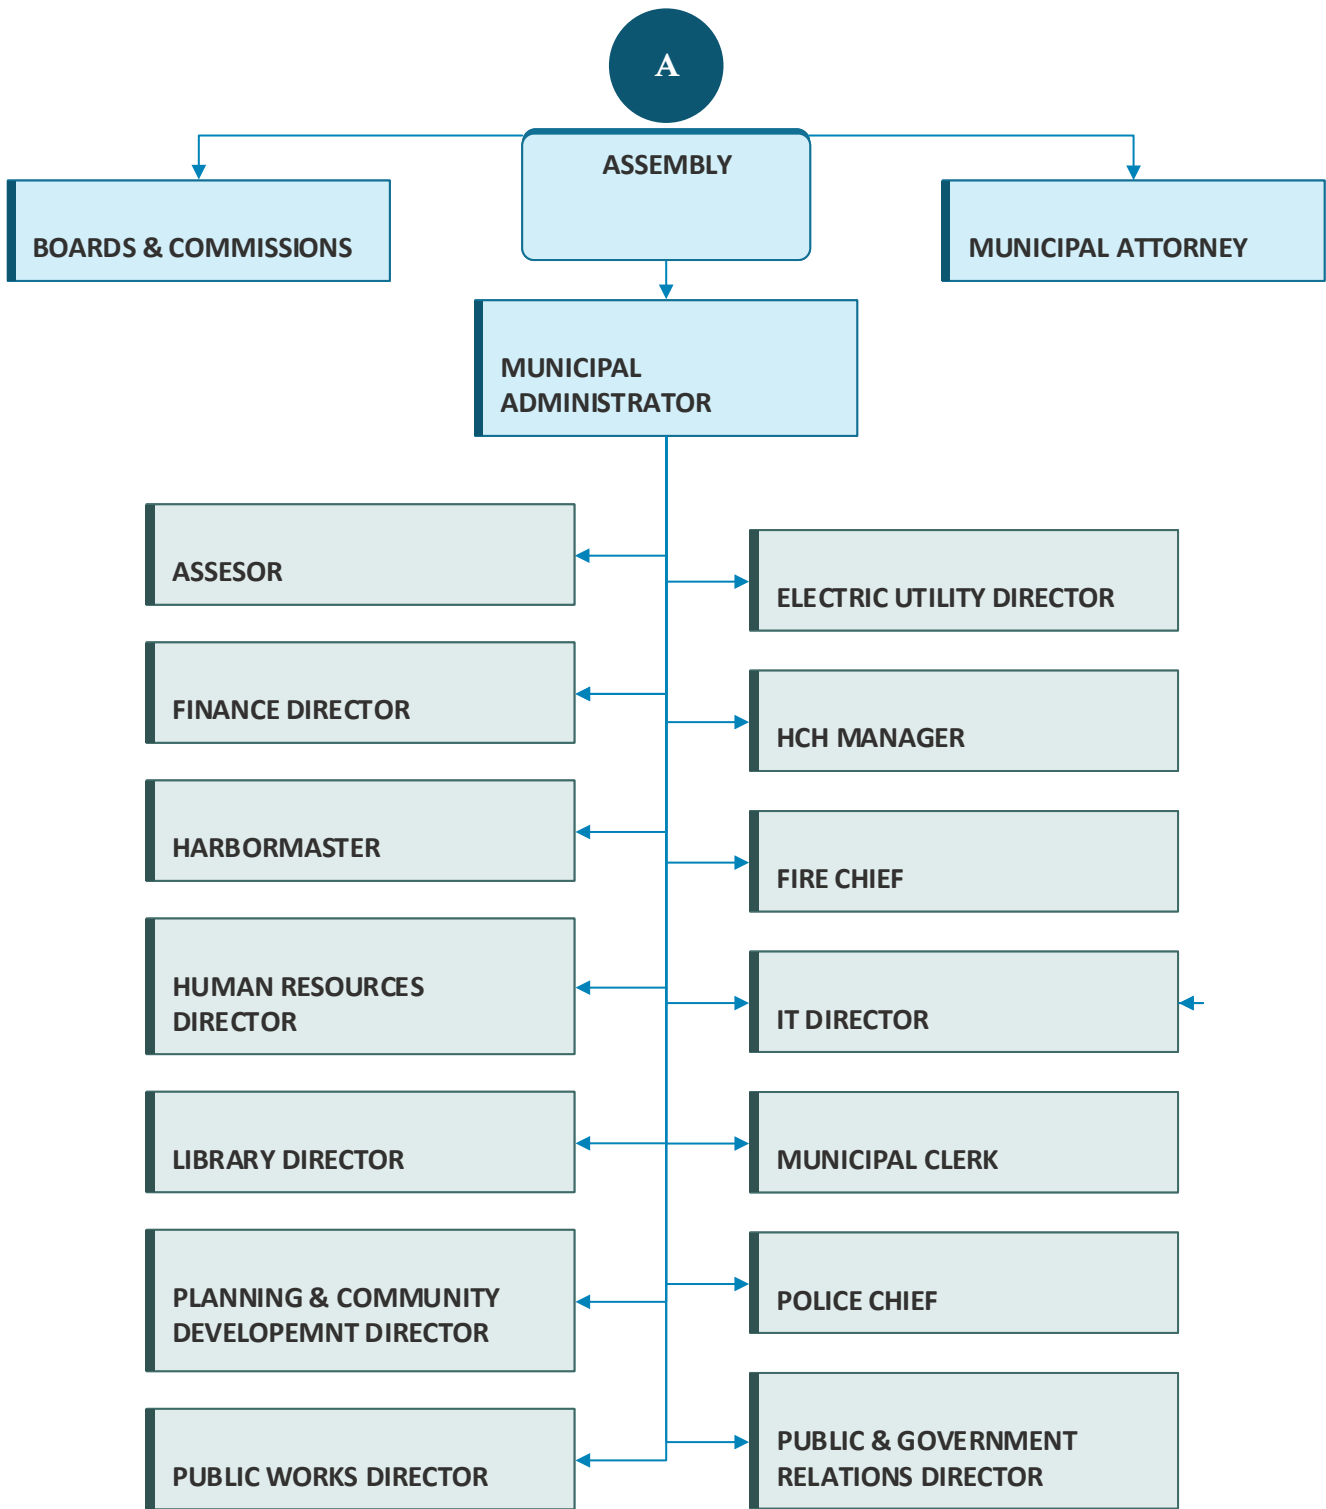 A
ASSEMBLY
BOARDS & COMMISSIONS
MUNICIPAL ATTORNEY
MUNICIPAL
ADMINISTRATOR
ASSESOR
ELECTRIC UTILITY DIRECTOR
FINANCE DIRECTOR
HCH MANAGER
HARBORMASTER
FIRE CHIEF
HUMAN RESOURCES
DIRECTOR
IT DIRECTOR
LIBRARY DIRECTOR
MUNICIPAL CLERK
PLANNING & COMMUNITY
DEVELOPEMNT DIRECTOR
POLICE CHIEF
PUBLIC WORKS DIRECTOR
PUBLIC & GOVERNMENT
RELATIONS DIRECTOR